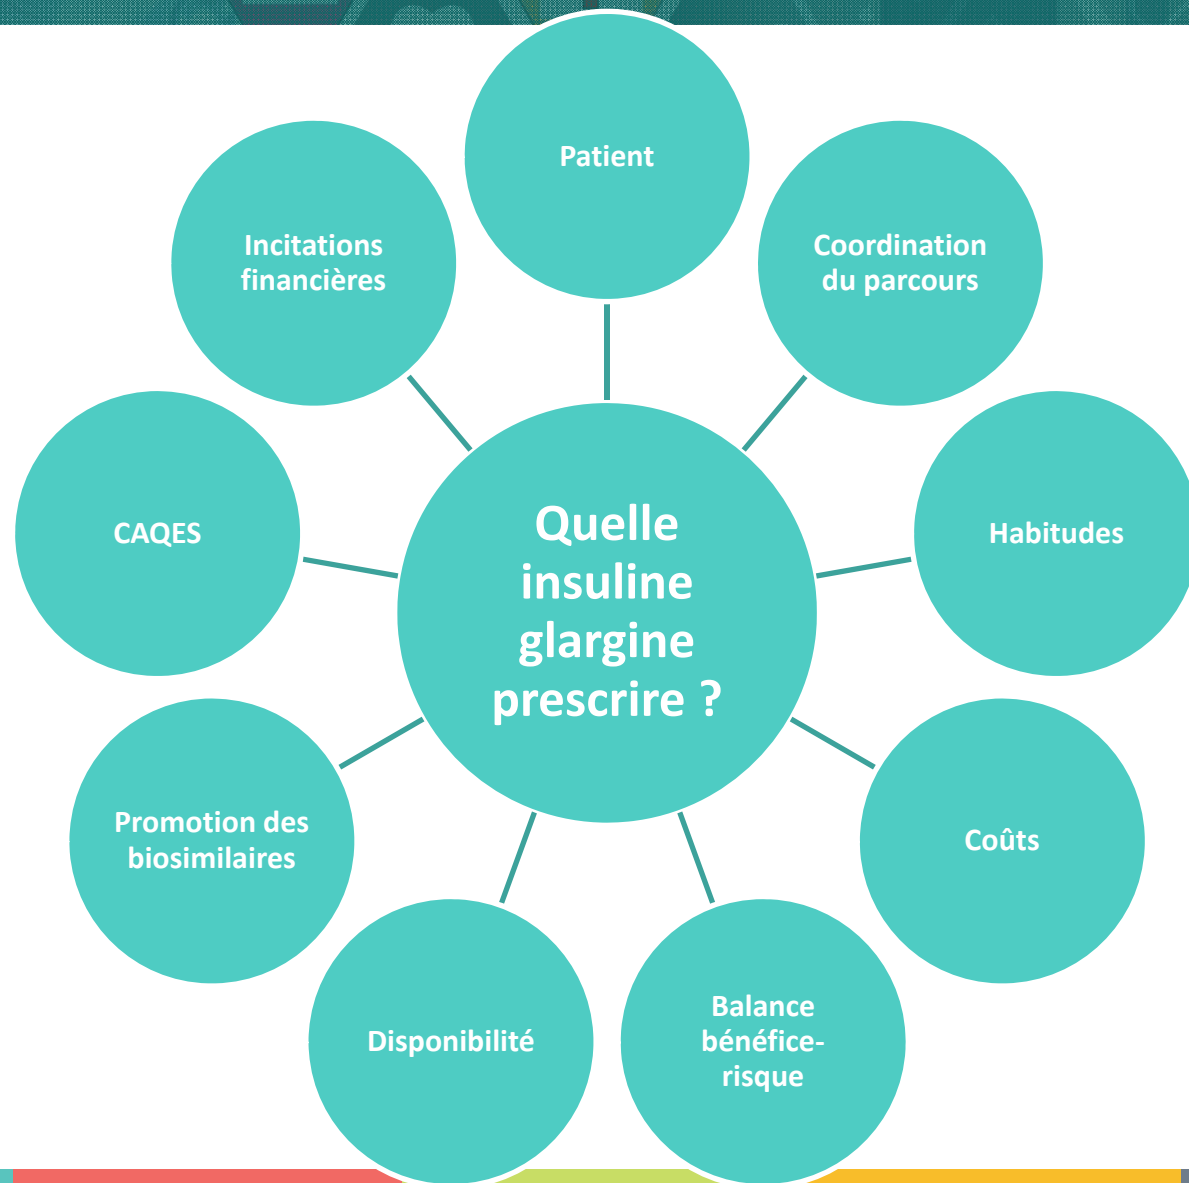 Patient
Coordination
du parcours
Habitudes
Coûts
Balance
bénéfice-
risque
Disponibilité
Promotion des
biosimilaires
CAQES
Incitations
financières
Quelle
insuline
glargine
prescrire ?